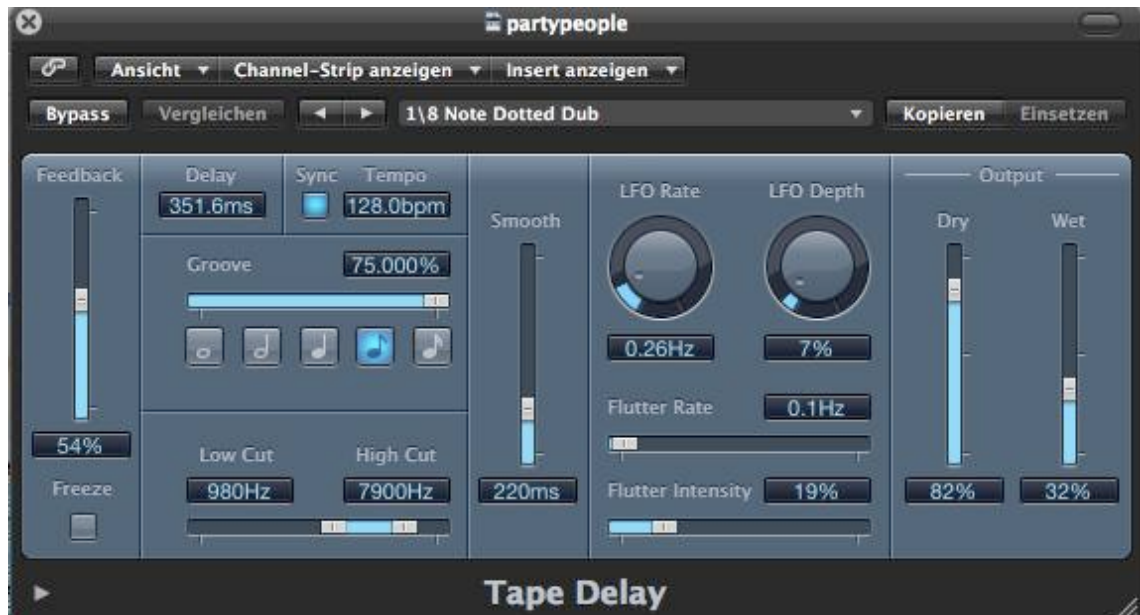 partypeople
Ansicht Channel-Strip anzeigen Insert anzeigen
Bypass Vergleichen 1\8 Note Dotted Dub Kopieren Einsetzen
Feedback
54%
Freeze
Delay
351.6ms
Sync Tempo
128.0bpm
Groove 75.000%
Low Cut High Cut
980Hz 7900Hz
Smooth
220ms
LFO Rate LFO Depth
0.26Hz 7%
Flutter Rate 0.1Hz
Flutter Intensity 19%
Output
Dry Wet
82% 32%
Tape Delay